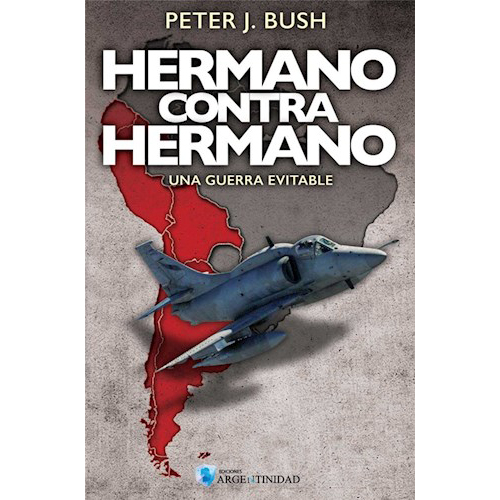 PETER J. BUSH
HERMANO
CONTRA
HERMANO
UNA GUERRA EVITABLE
EDICIONES
ARGENTINIDAD